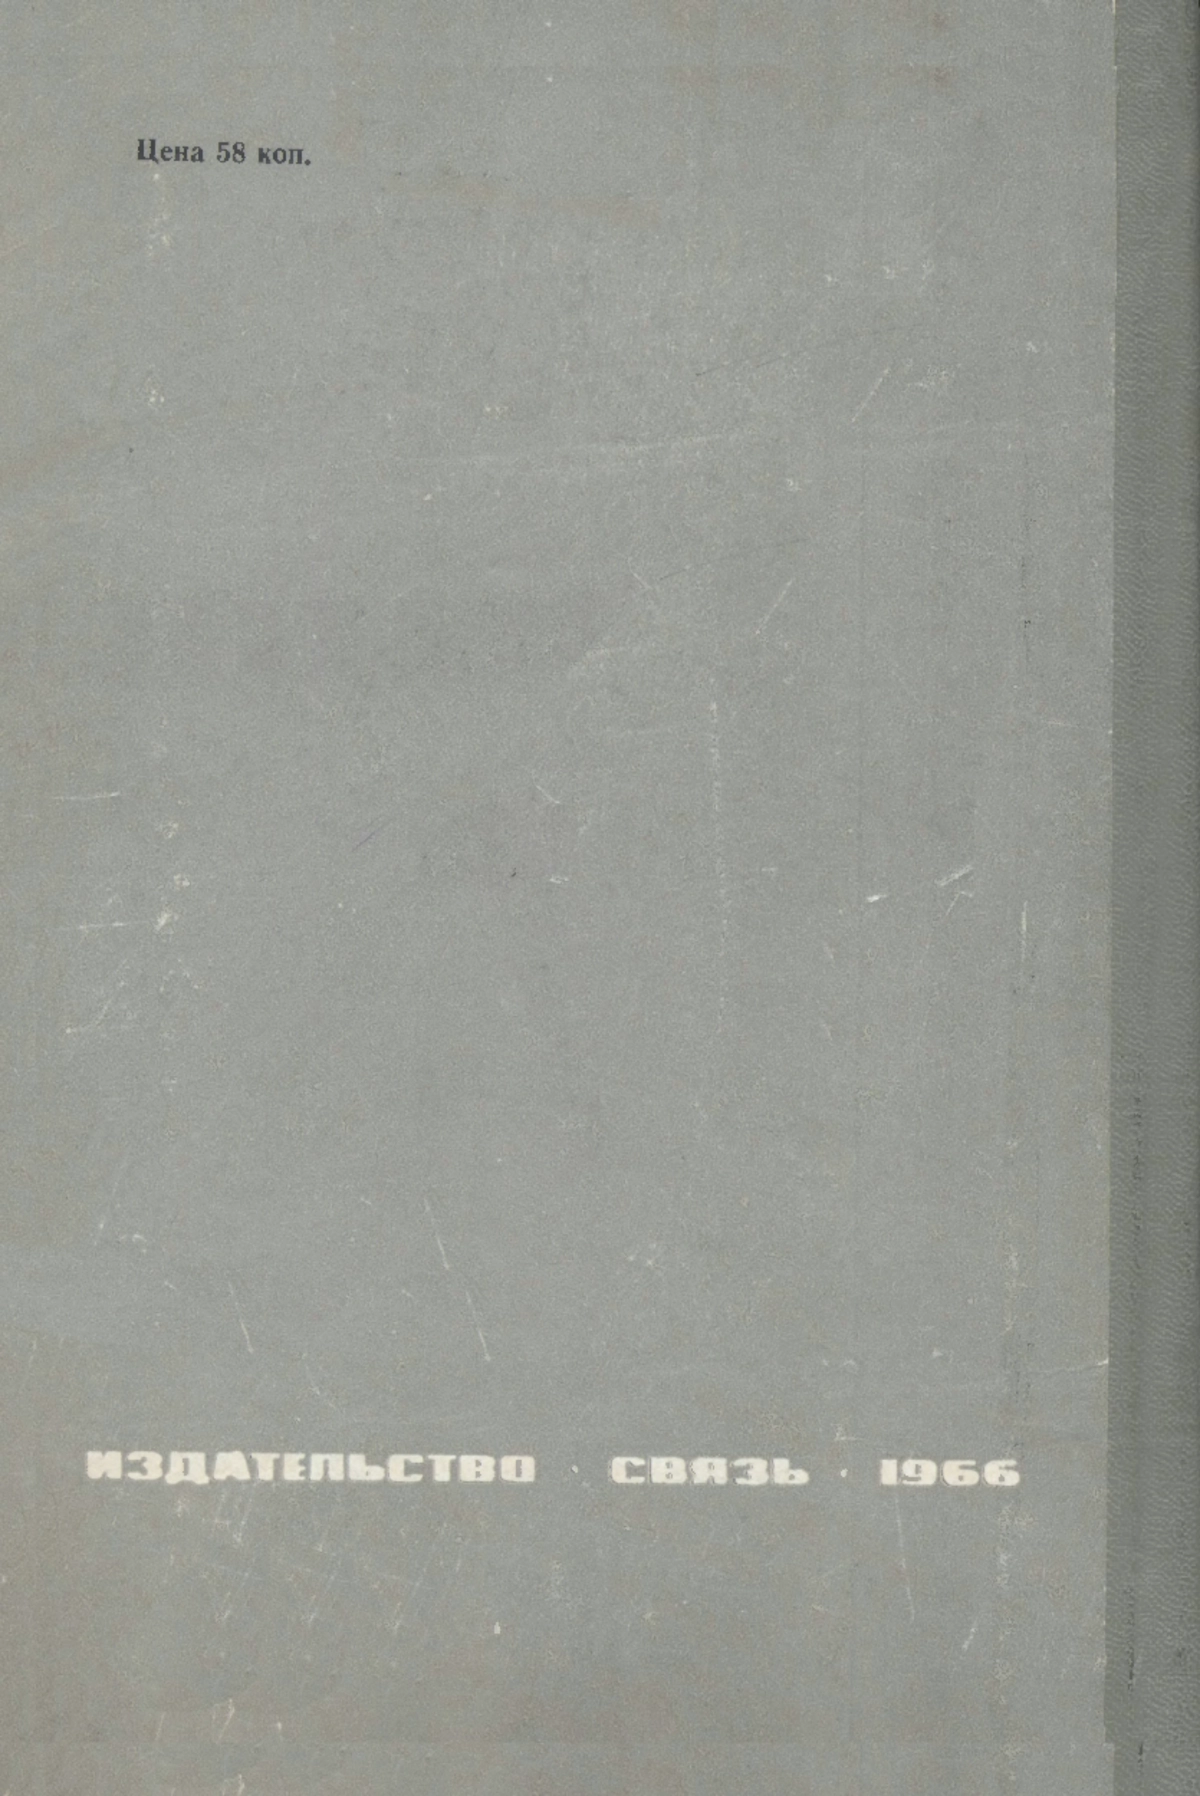 Цена 58 коп.
ИЗДАТЕЛЬСТВО · СВЯЗЬ · 1966